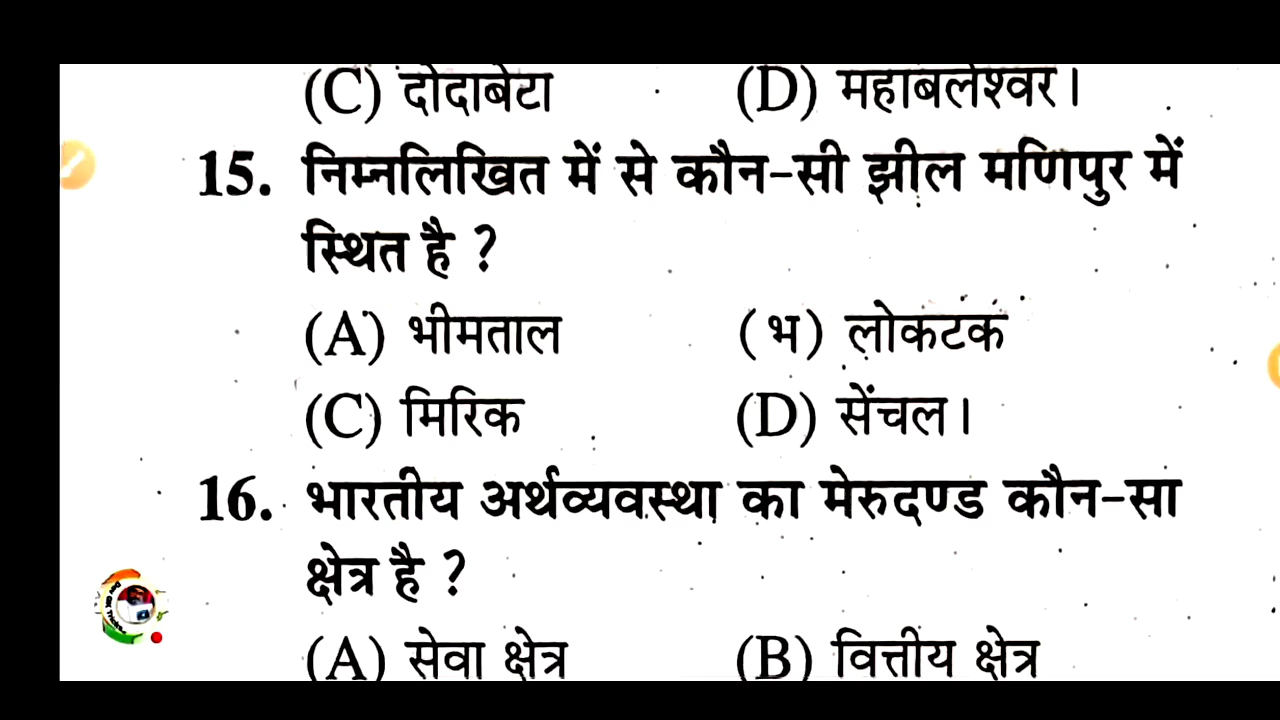 (C) दोदाबेटा (D) महाबलेश्वर।
15. निम्नलिखित में से कौन-सी झील मणिपुर में
स्थित है ?
(A) भीमताल (भ) लोकटक
(C) मिरिक (D) सेंचल।
16. भारतीय अर्थव्यवस्था का मेरुदण्ड कौन-सा
क्षेत्र है ?
(A) सेवा क्षेत्र (B) वित्तीय क्षेत्र